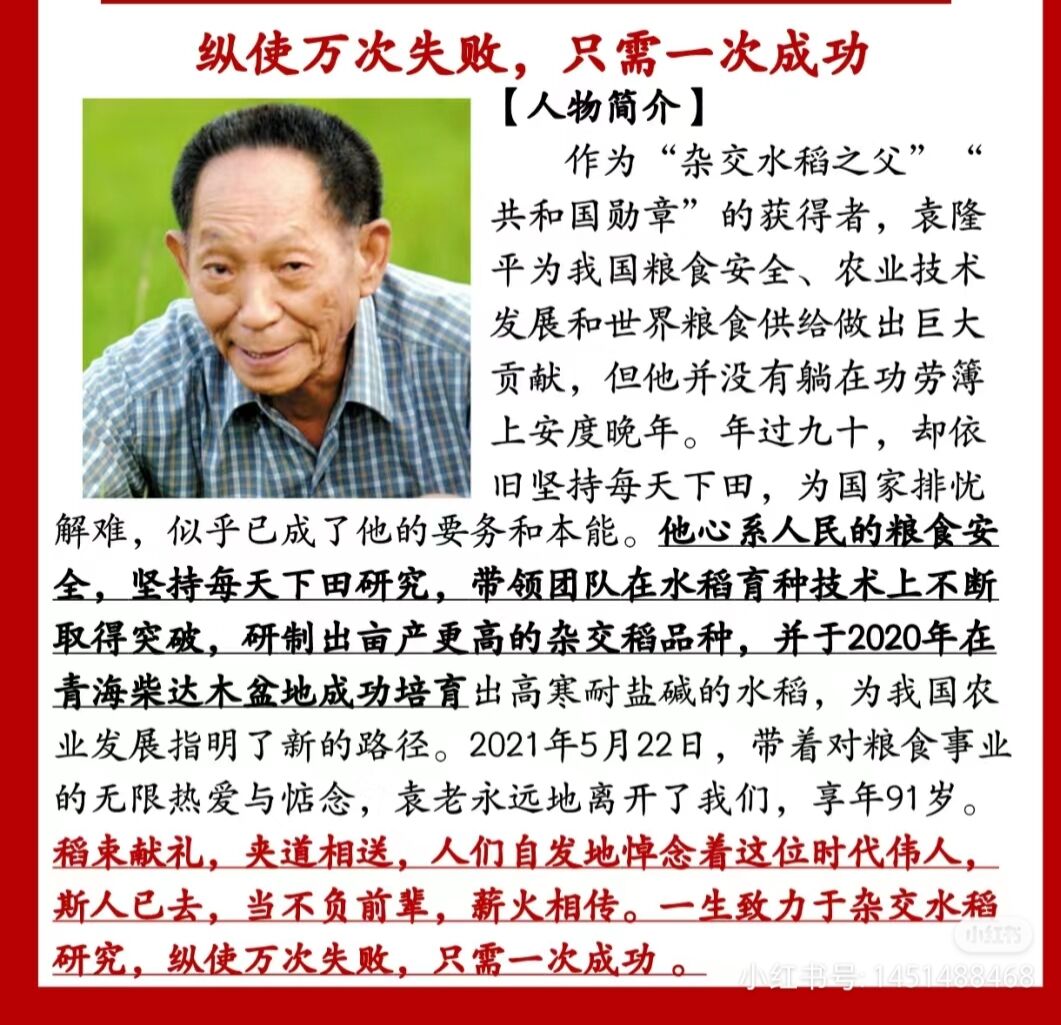 纵使万次失败，只需一次成功
【人物简介】
作为“杂交水稻之父”“
共和国勋章”的获得者，袁隆
平为我国粮食安全、农业技术
发展和世界粮食供给做出巨大
贡献，但他并没有躺在功劳簿
上安度晚年。年过九十，却依
旧坚持每天下田，为国家排忧
解难，似乎已成了他的要务和本能。他心系人民的粮食安
全，坚持每天下田研究，带领团队在水稻育种技术上不断
取得突破，研制出亩产更高的杂交稻品种，并于2020年在
青海柴达木盆地成功培育出高寒耐盐碱的水稻，为我国农
业发展指明了新的路径。2021年5月22日，带着对粮食事业
的无限热爱与惦念，袁老永远地离开了我们，享年91岁。
稻束献礼，夹道相送，人们自发地悼念着这位时代伟人，
斯人已去，当不负前辈，薪火相传。一生致力于杂交水稻
研究，纵使万次失败，只需一次成功 。
小红书
小红书号: 1451488468